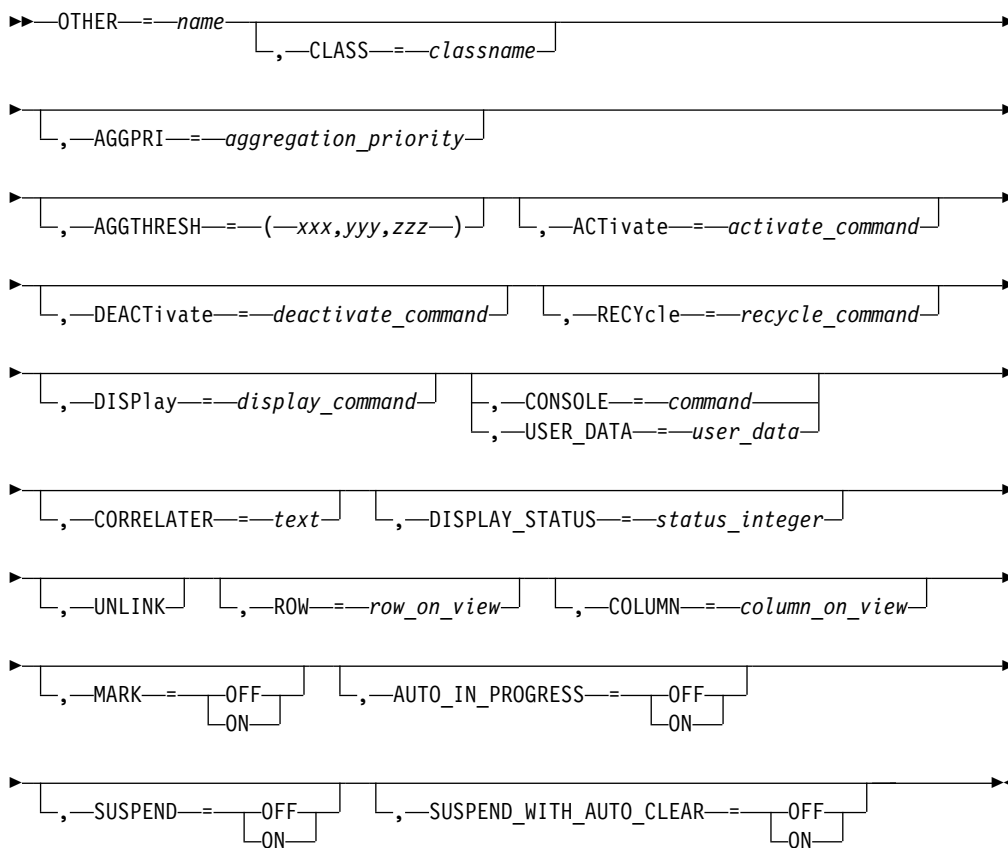 OTHER = name
, CLASS = classname
, AGGPRI = aggregation_priority
, AGGTHRESH = ( xxx,yyy,zzz ) , ACTivate = activate_command
, DEACTivate = deactivate_command , RECYcle = recycle_command
, DISPlay = display_command , CONSOLE = command
, USER_DATA = user_data
, CORRELATER = text , DISPLAY_STATUS = status_integer
, UNLINK , ROW = row_on_view , COLUMN = column_on_view
, MARK = OFF , AUTO_IN_PROGRESS = OFF
ON ON
, SUSPEND = OFF , SUSPEND_WITH_AUTO_CLEAR = OFF
ON ON